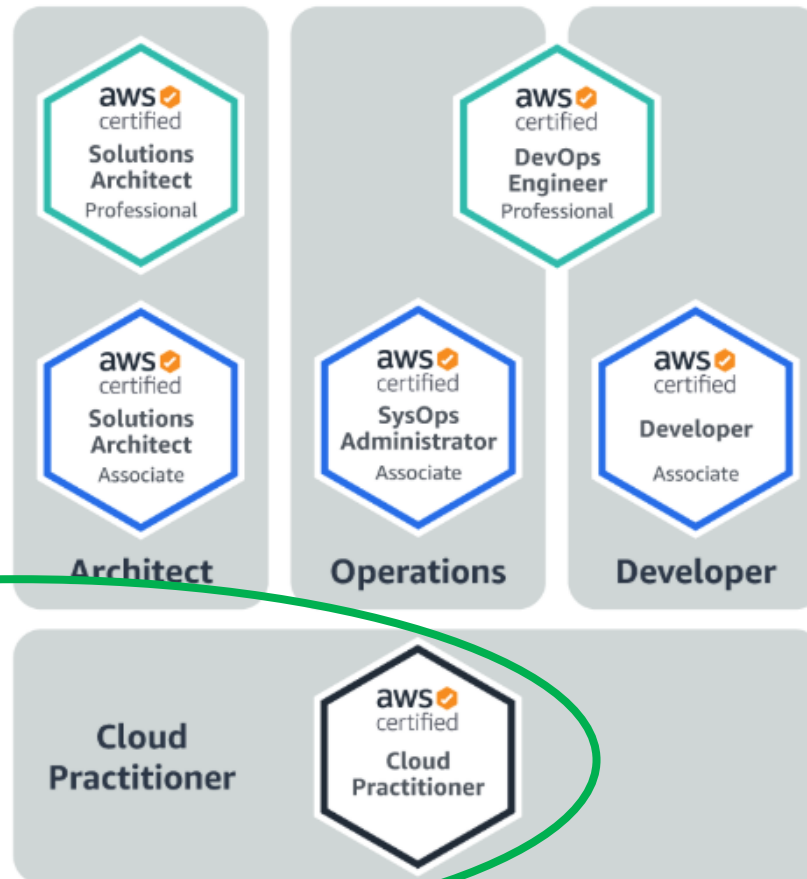 aws
certified
Solutions
Architect
Professional
aws
certified
DevOps
Engineer
Professional
aws
certified
Solutions
Architect
Associate
aws
certified
SysOps
Administrator
Associate
aws
certified
Developer
Associate
Architect
Operations
Developer
Cloud
Practitioner
aws
certified
Cloud
Practitioner